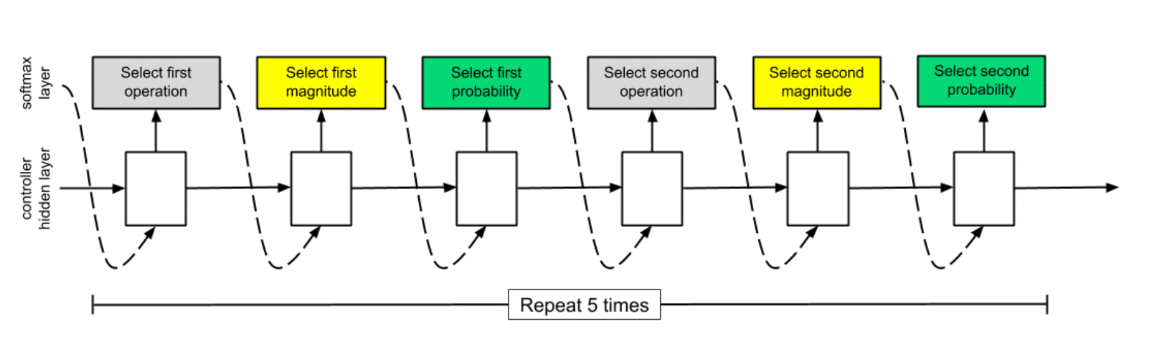 softmax
layer
Select first
operation
Select first
magnitude
Select first
probability
Select second
operation
Select second
magnitude
Select second
probability
controller
hidden layer
Repeat 5 times